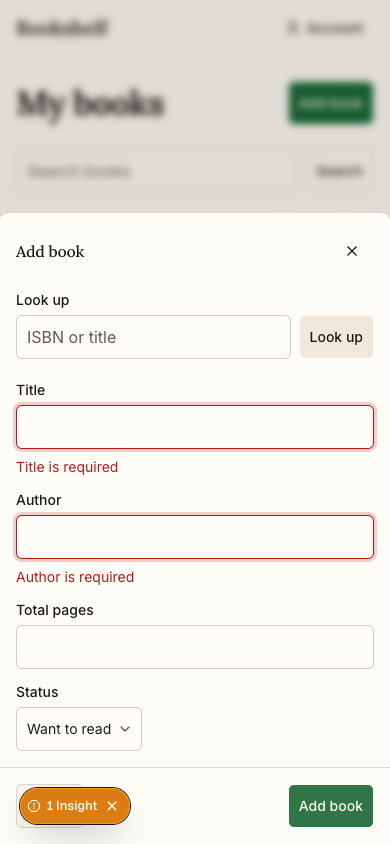 Bookshelf
Account
My books
Add book
Search books
Search
Add book
Look up
ISBN or title
Look up
Title
Title is required
Author
Author is required
Total pages
Status
Want to read
1 Insight
Add book